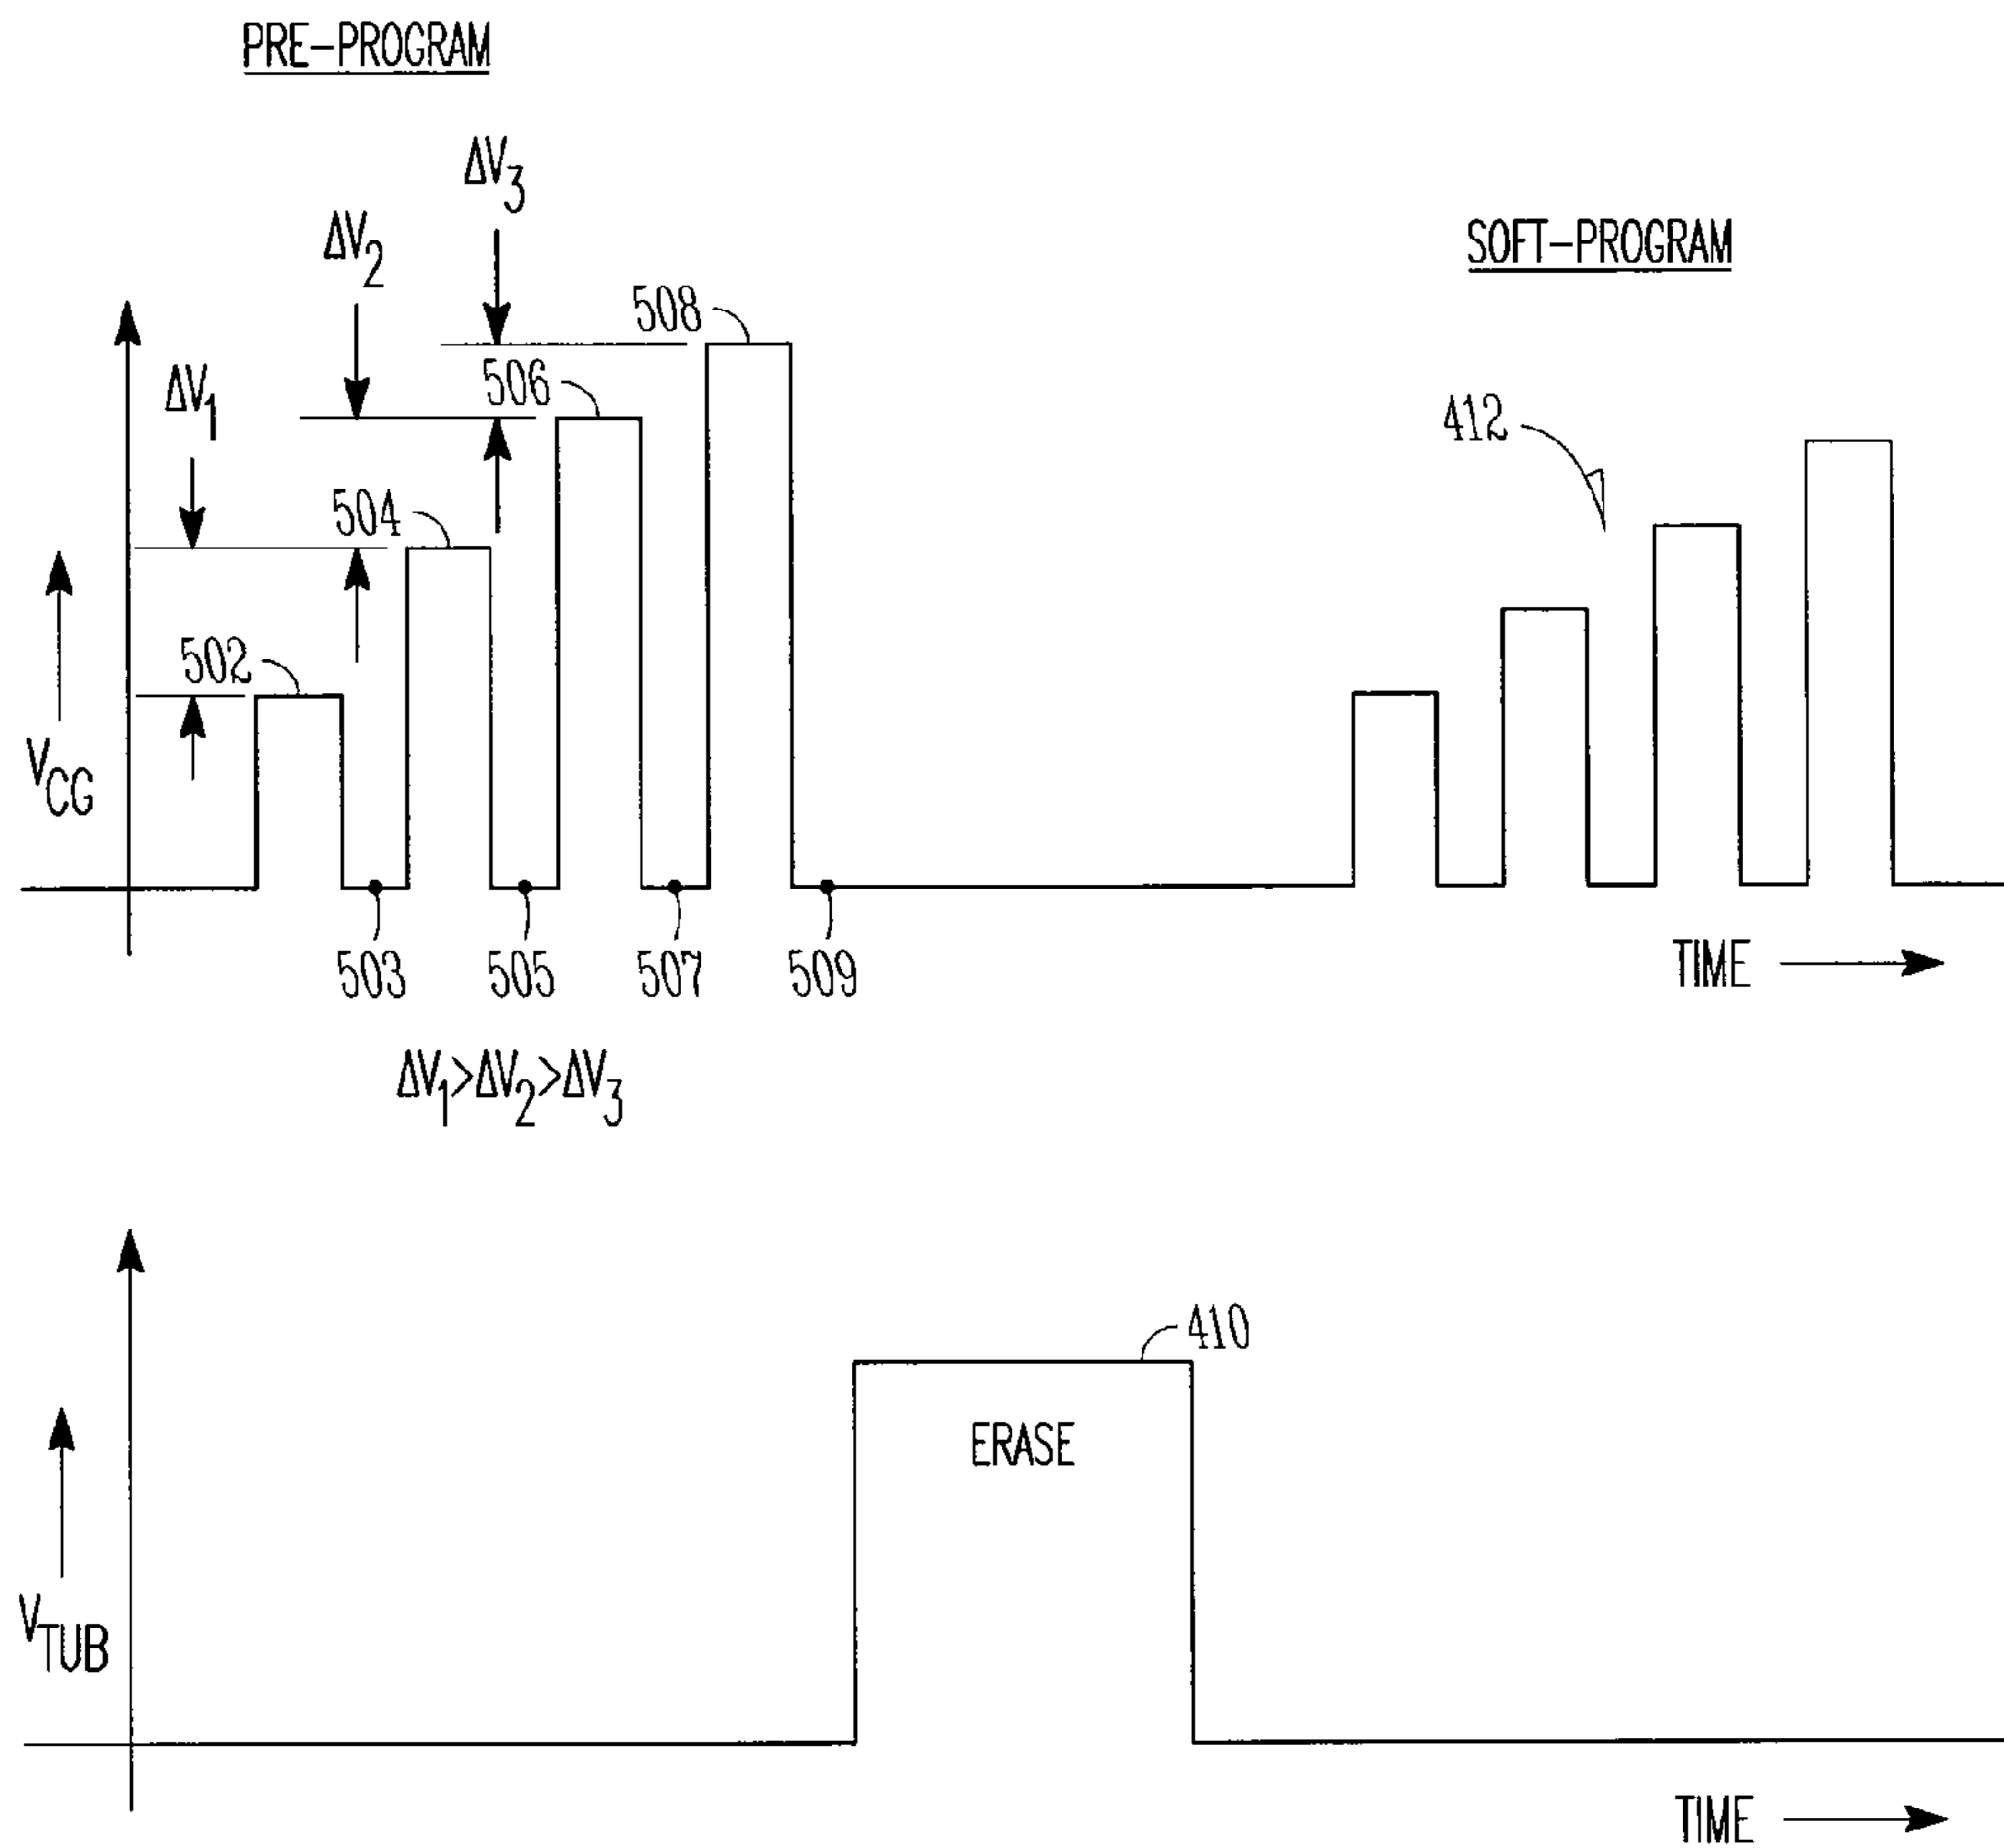 PRE-PROGRAM
ΔV3
ΔV2
SOFT-PROGRAM
508
506
ΔV1
412
504
502
VCG
503
505
507
509
TIME
ΔV1>ΔV2>ΔV3
410
ERASE
VTUB
TIME